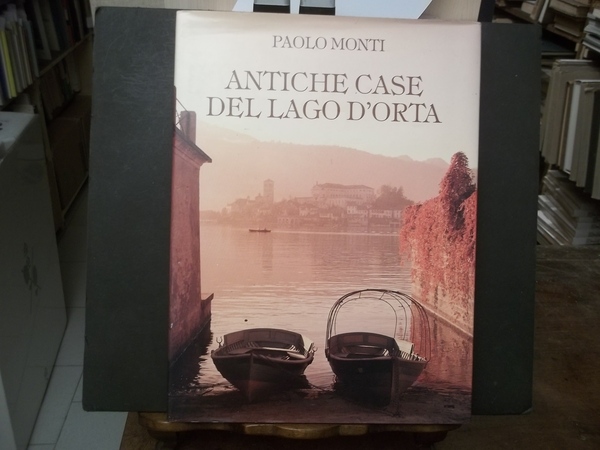 PAOLO MONTI
ANTICHE CASE
DEL LAGO D'ORTA